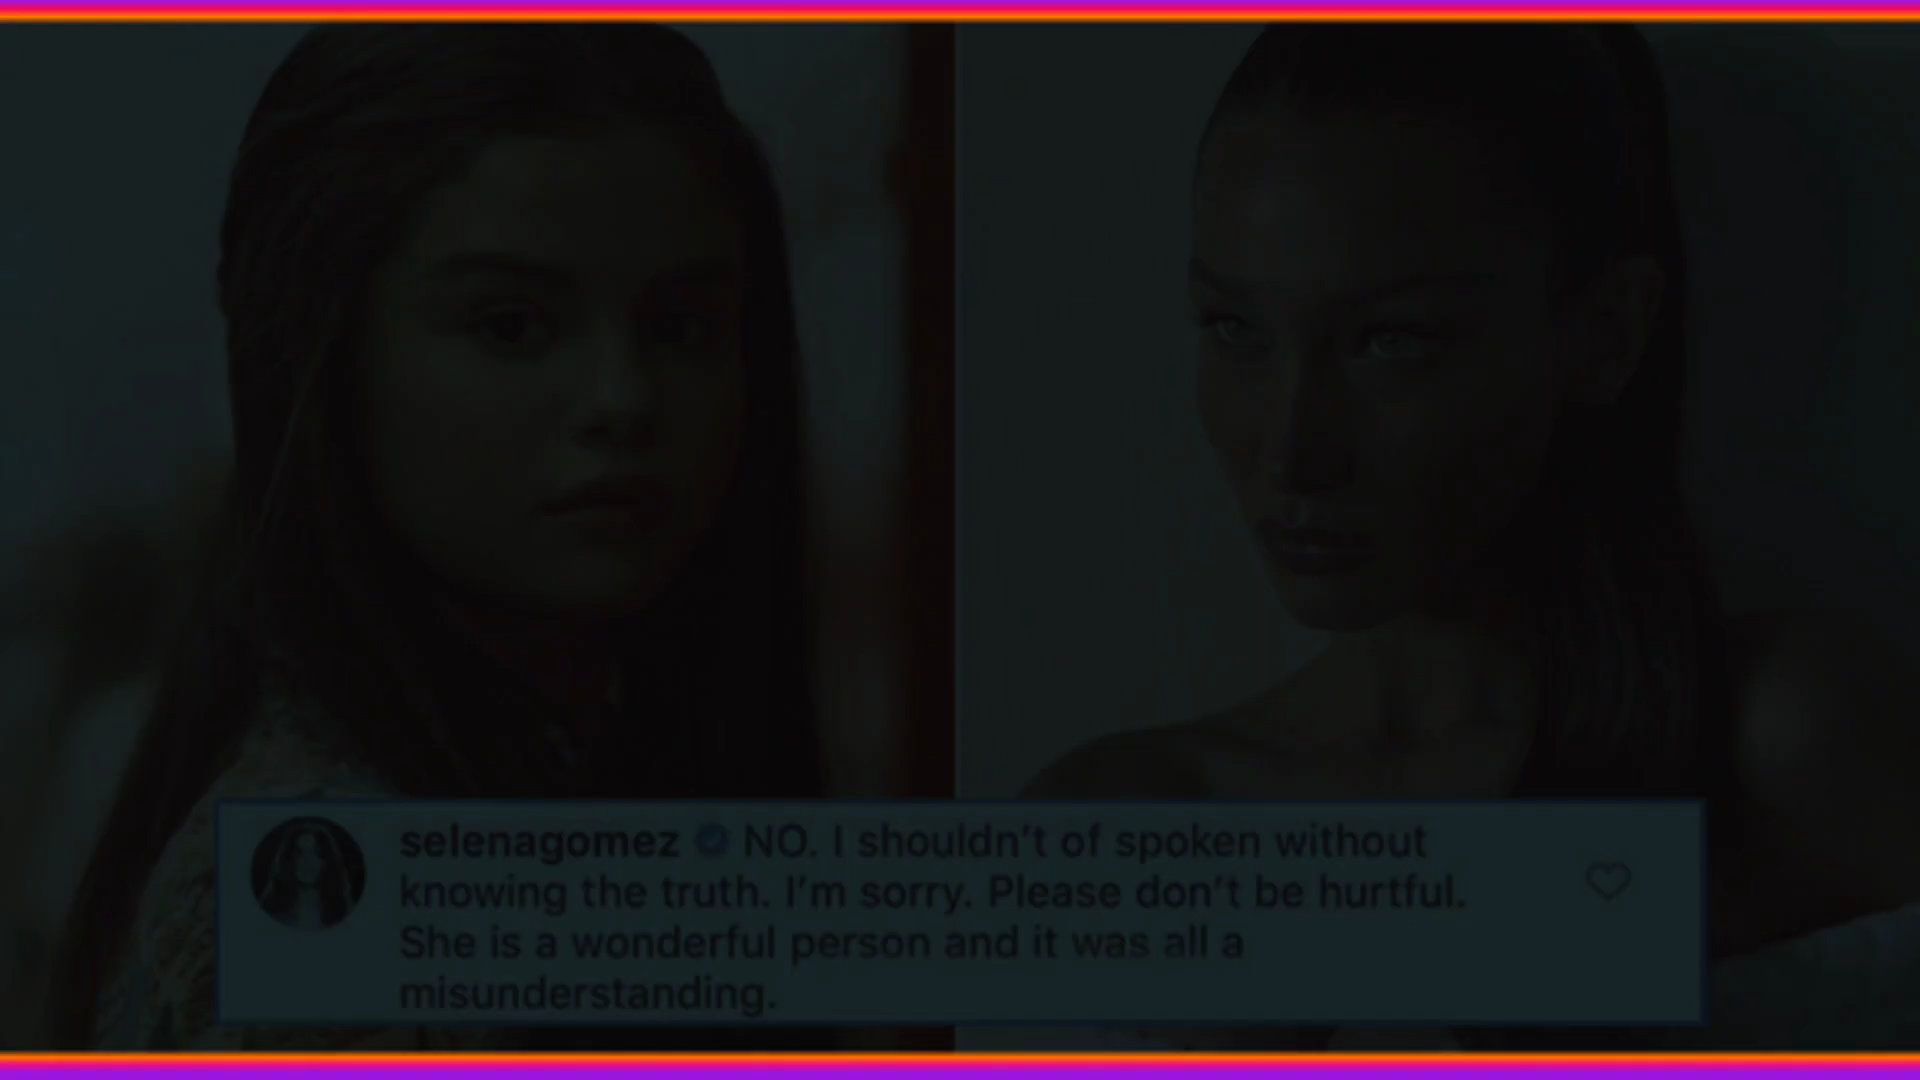 selenagomez NO. I shouldn't of spoken without
knowing the truth. I'm sorry. Please don't be hurtful.
She is a wonderful person and it was all a
misunderstanding.